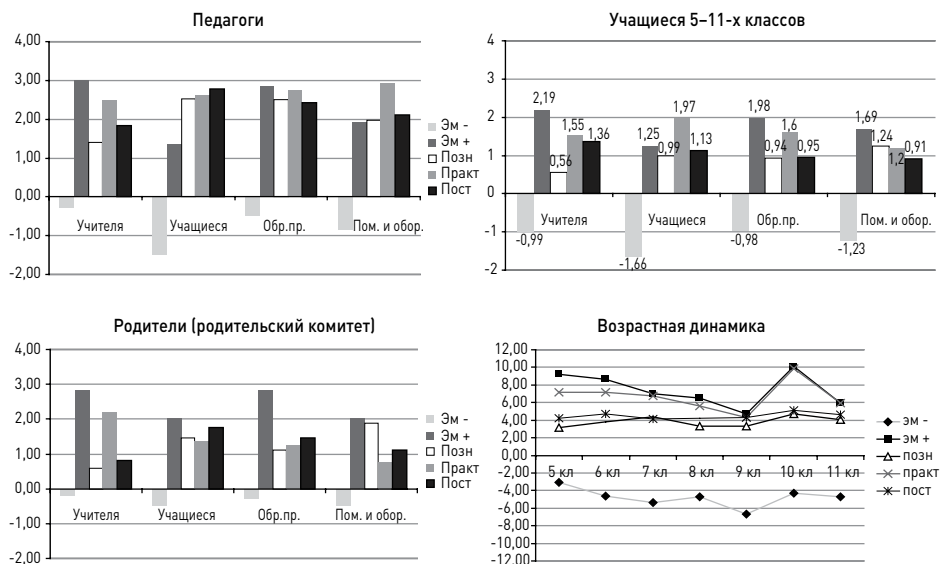 Педагоги
4,00
3,00
2,00
1,00
0,00
-1,00
-2,00
Учителя
Учащиеся
Обр.пр.
Пом. и обор.
Эм -
Эм +
Позн
Практ
Пост
Учащиеся 5–11-х классов
4
3
2
1
0
-1
-2
2,19
0,56
1,55
1,36
-0,99
1,25
0,99
1,97
1,13
-1,66
1,98
0,94
1,6
0,95
-0,98
1,69
1,24
1,2
0,91
-1,23
Учителя
Учащиеся
Обр.пр.
Пом. и обор.
Родители (родительский комитет)
4,00
3,00
2,00
1,00
0,00
-1,00
-2,00
Учителя
Учащиеся
Обр.пр.
Пом. и обор.
Эм -
Эм +
Позн
Практ
Пост
Возрастная динамика
12,00
10,00
8,00
6,00
4,00
2,00
0,00
-2,00
-4,00
-6,00
-8,00
-10,00
-12,00
5 кл
6 кл
7 кл
8 кл
9 кл
10 кл
11 кл
эм -
эм +
позн
практ
пост